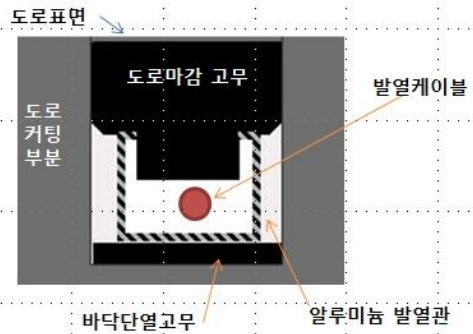 도로표면
도로마감 고무
발열케이블
도로
커팅
부분
바닥단열고무
알루미늄 발열관